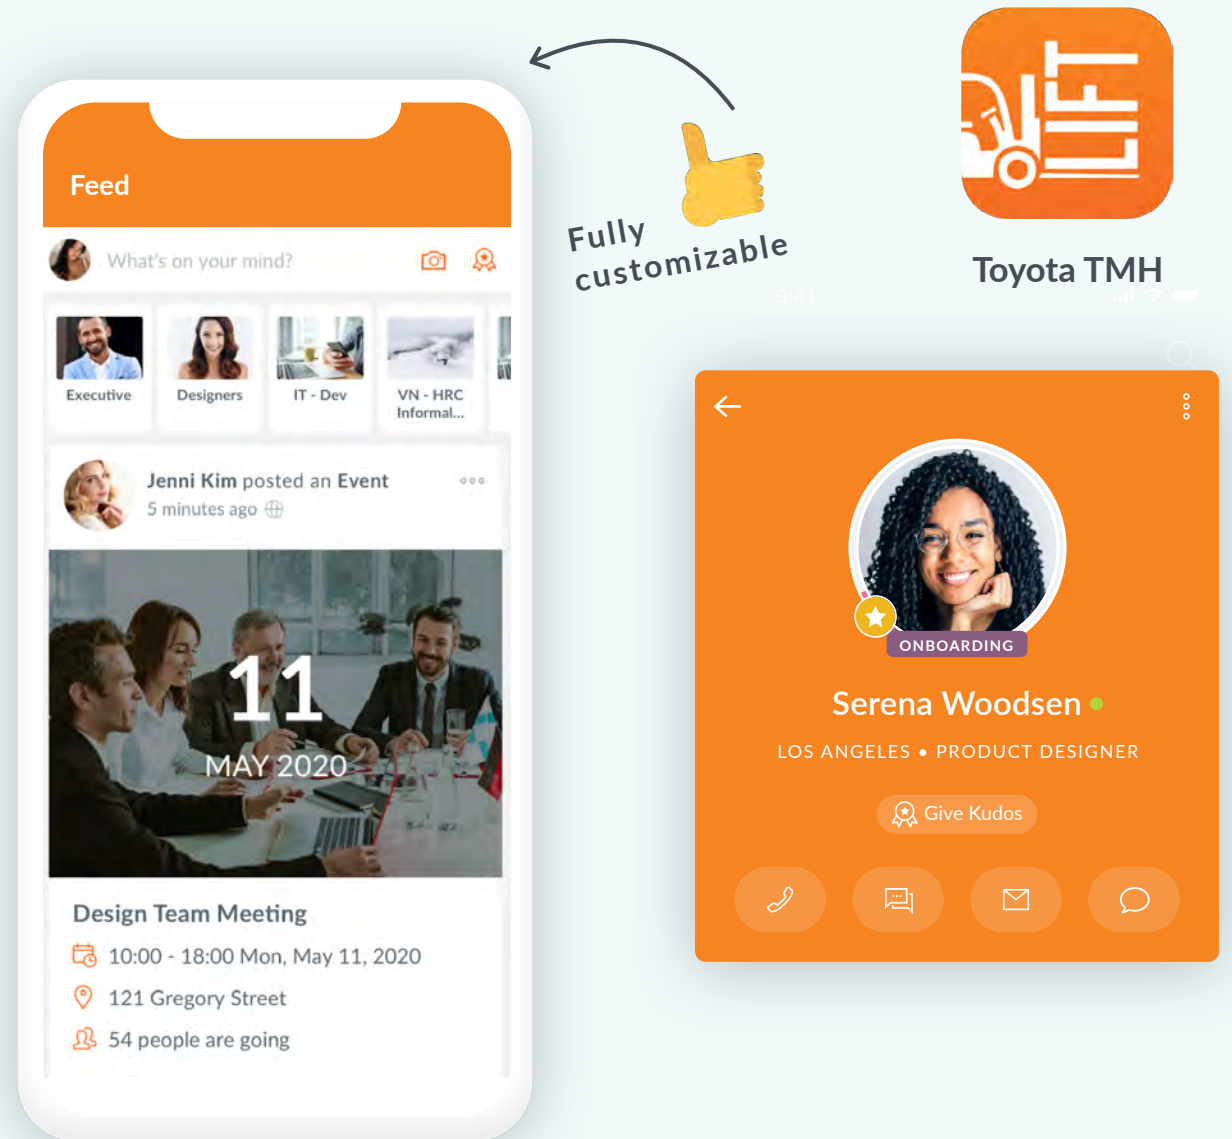 Feed
What's on your mind?
Executive
Designers
IT - Dev
VN - HRC
Informal...
Jenni Kim posted an Event
5 minutes ago
11
MAY 2020
Design Team Meeting
10:00 - 18:00 Mon, May 11, 2020
121 Gregory Street
54 people are going
Fully
customizable
LIFT
Toyota TMH
9:41
ONBOARDING
Serena Woodsen
LOS ANGELES • PRODUCT DESIGNER
Give Kudos